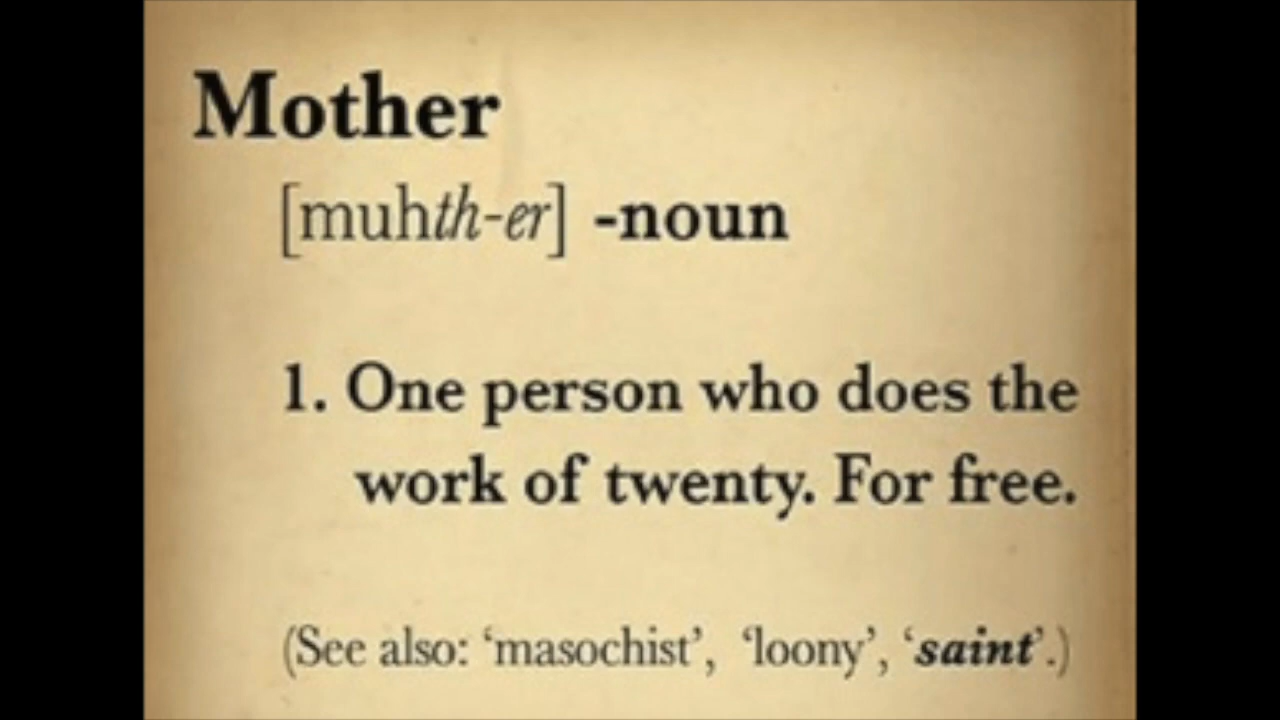 Mother
[muhth-er] -noun
1. One person who does the
work of twenty. For free.
(See also: ‘masochist’, ‘loony’, ‘saint’.)